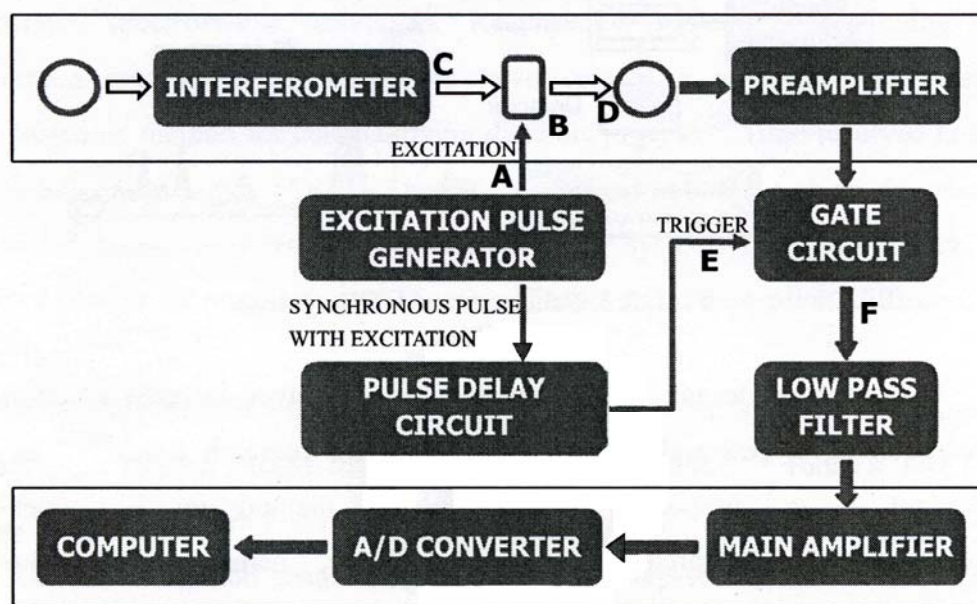 INTERFEROMETER
C
B
D
PREAMPLIFIER
EXCITATION
A
EXCITATION PULSE
GENERATOR
TRIGGER
E
GATE
CIRCUIT
SYNCHRONOUS PULSE
WITH EXCITATION
F
PULSE DELAY
CIRCUIT
LOW PASS
FILTER
COMPUTER
A/D CONVERTER
MAIN AMPLIFIER